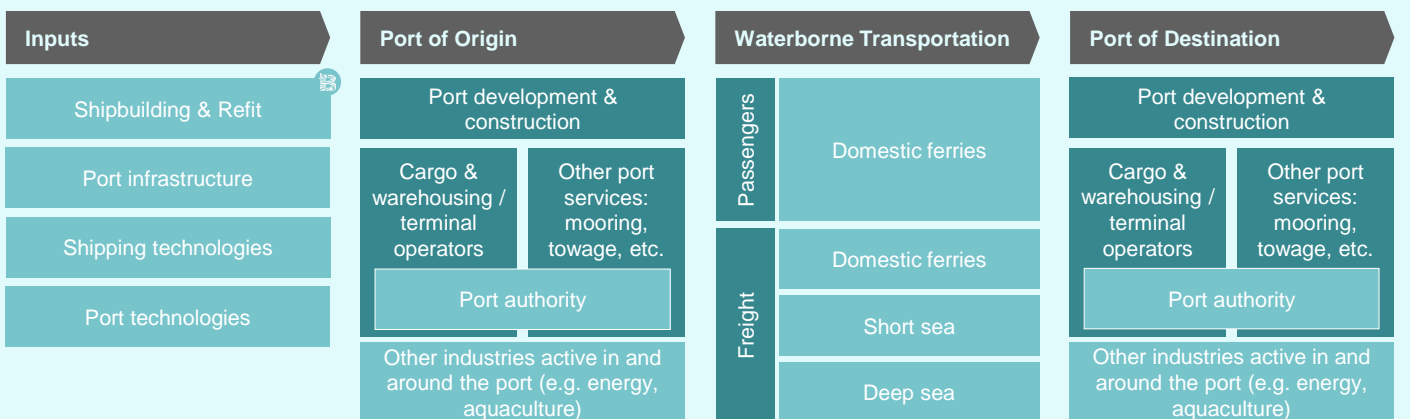 Inputs
Shipbuilding & Refit
Port infrastructure
Shipping technologies
Port technologies
Port of Origin
Port development &
construction
Cargo &
warehousing /
terminal
operators
Other port
services:
mooring,
towage, etc.
Port authority
Other industries active in and
around the port (e.g. energy,
aquaculture)
Waterborne Transportation
Passengers
Domestic ferries
Freight
Domestic ferries
Short sea
Deep sea
Port of Destination
Port development &
construction
Cargo &
warehousing /
terminal
operators
Other port
services:
mooring,
towage, etc.
Port authority
Other industries active in and
around the port (e.g. energy,
aquaculture)